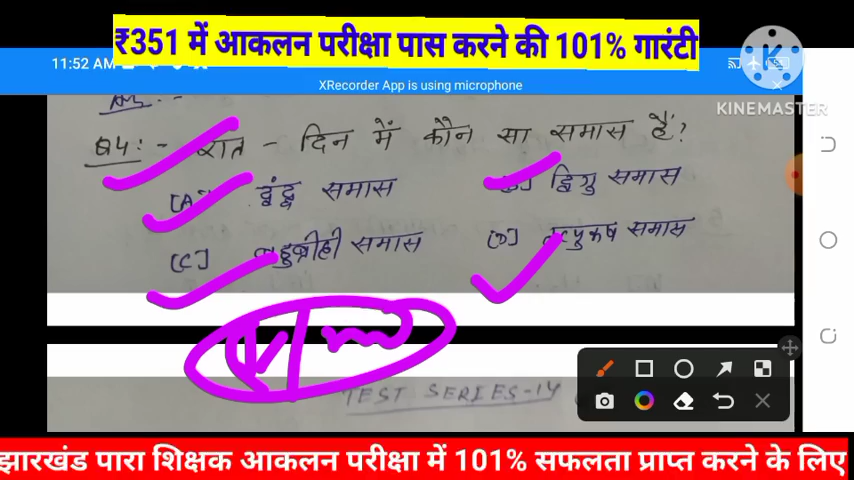 ₹351 में आकलन परीक्षा पास करने की 101% गारंटी
11:52 AM
XRecorder App is using microphone
KINEMASTER
Ans :-
Q4: - रात - दिन में कौन सा समास है?
[A] द्वंद्व समास
[B] द्विगु समास
[C] बहुब्रीही समास
[D] तत्पुरुष समास
TEST SERIES-14
झारखंड पारा शिक्षक आकलन परीक्षा में 101% सफलता प्राप्त करने के लिए